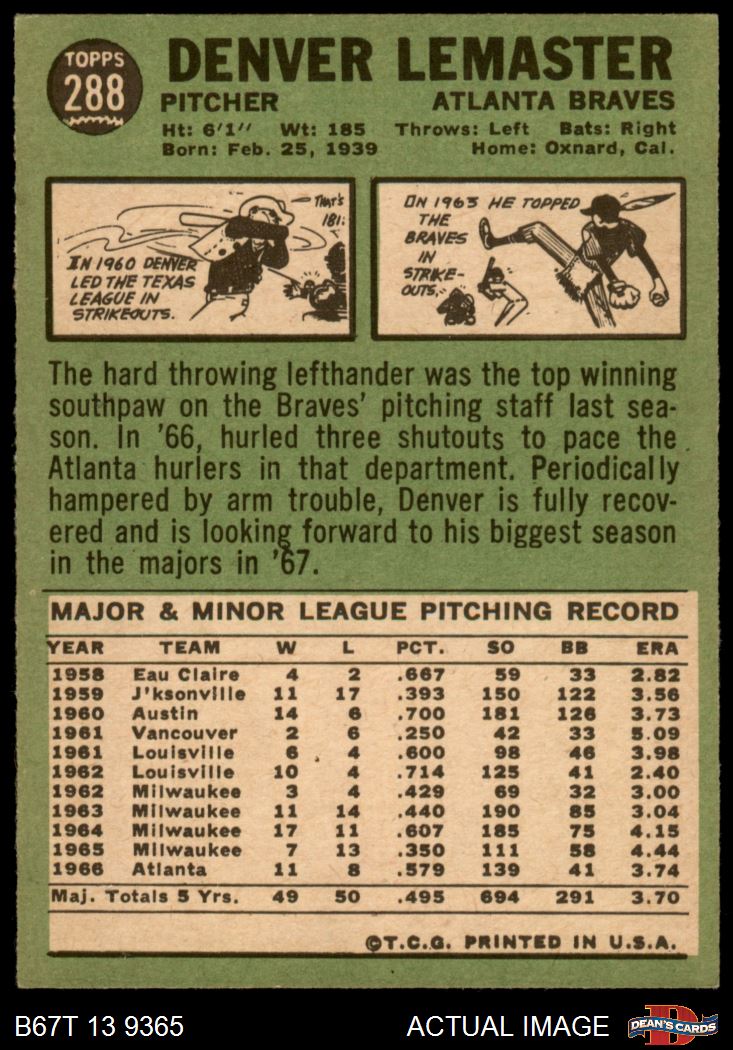 TOPPS
288
DENVER LEMASTER
PITCHER ATLANTA BRAVES
Ht: 6'1" Wt: 185 Throws: Left Bats: Right
Born: Feb. 25, 1939 Home: Oxnard, Cal.
THAT'S
181!
IN 1960 DENVER
LED THE TEXAS
LEAGUE IN
STRIKEOUTS.
ON 1963 HE TOPPED
THE
BRAVES
IN
STRIKE-
OUTS.
The hard throwing lefthander was the top winning
southpaw on the Braves' pitching staff last sea-
son. In '66, hurled three shutouts to pace the
Atlanta hurlers in that department. Periodically
hampered by arm trouble, Denver is fully recov-
ered and is looking forward to his biggest season
in the majors in '67.
MAJOR & MINOR LEAGUE PITCHING RECORD
YEAR TEAM W L PCT. SO BB ERA
1958 Eau Claire 4 2 .667 59 33 2.82
1959 J'ksonville 11 17 .393 150 122 3.56
1960 Austin 14 6 .700 181 126 3.73
1961 Vancouver 2 6 .250 42 33 5.09
1961 Louisville 6 4 .600 98 46 3.98
1962 Louisville 10 4 .714 125 41 2.40
1962 Milwaukee 3 4 .429 69 32 3.00
1963 Milwaukee 11 14 .440 190 85 3.04
1964 Milwaukee 17 11 .607 185 75 4.15
1965 Milwaukee 7 13 .350 111 58 4.44
1966 Atlanta 11 8 .579 139 41 3.74
Maj. Totals 5 Yrs. 49 50 .495 694 291 3.70
©T.C.G. PRINTED IN U.S.A.
B67T 13 9365 ACTUAL IMAGE
D
DEAN'S CARDS